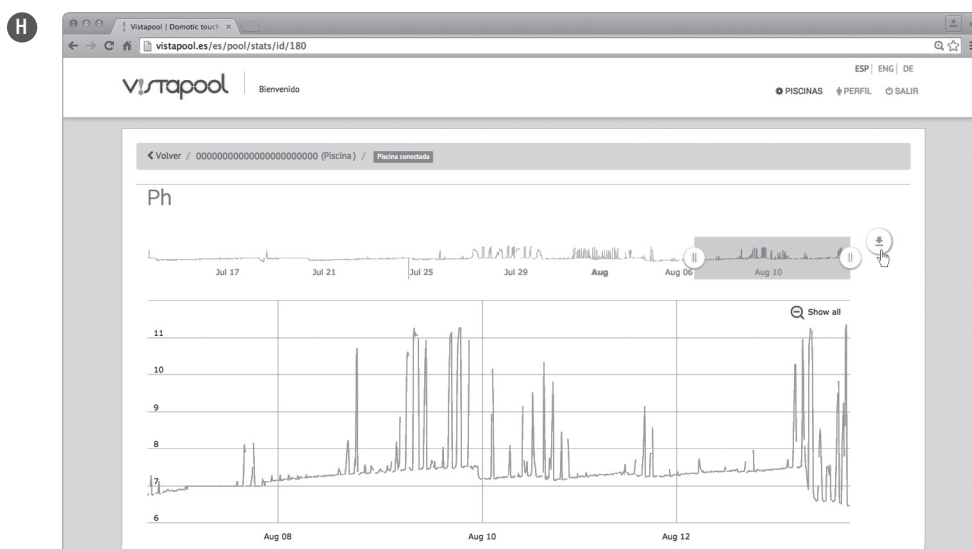 H
Vistapool | Domotic touch ×
vistapool.es/es/pool/stats/id/180
ESP | ENG | DE
vistapool
Bienvenido
PISCINAS PERFIL SALIR
Volver / 000000000000000000000000 (Piscina) / Piscina conectada
Ph
Jul 17 Jul 21 Jul 25 Jul 29 Aug Aug 06 Aug 10
Show all
11
10
9
8
7
6
Aug 08 Aug 10 Aug 12